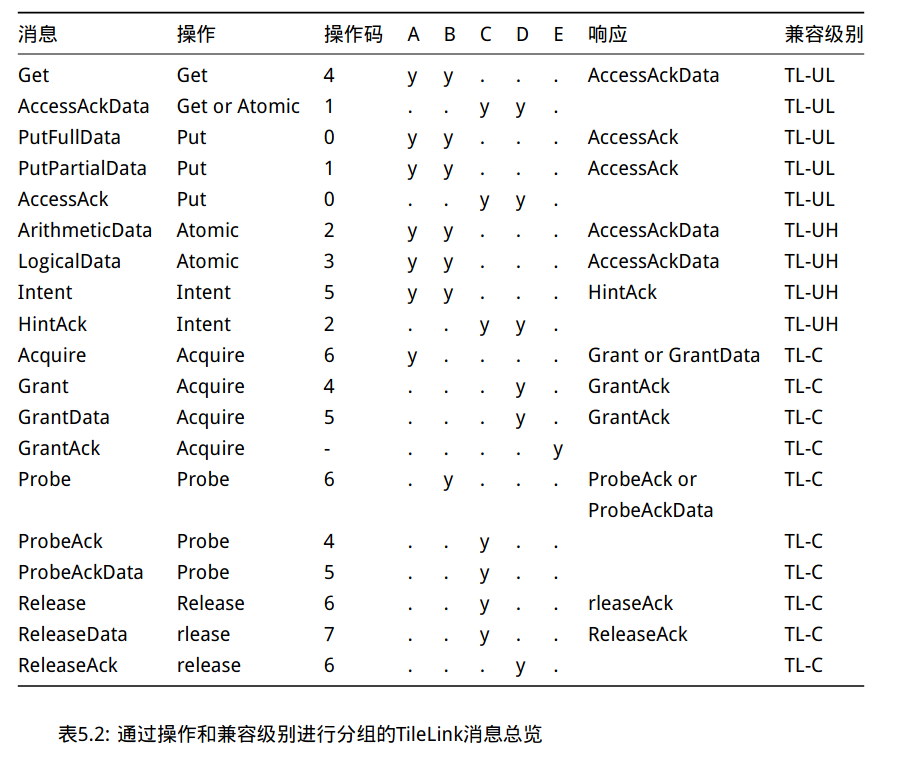 消息 操作 操作码 A B C D E 响应 兼容级别
Get Get 4 y y . . . AccessAckData TL-UL
AccessAckData Get or Atomic 1 . . y y . TL-UL
PutFullData Put 0 y y . . . AccessAck TL-UL
PutPartialData Put 1 y y . . . AccessAck TL-UL
AccessAck Put 0 . . y y . TL-UL
ArithmeticData Atomic 2 y y . . . AccessAckData TL-UH
LogicalData Atomic 3 y y . . . AccessAckData TL-UH
Intent Intent 5 y y . . . HintAck TL-UH
HintAck Intent 2 . . y y . TL-UH
Acquire Acquire 6 y . . . . Grant or GrantData TL-C
Grant Acquire 4 . . . y . GrantAck TL-C
GrantData Acquire 5 . . . y . GrantAck TL-C
GrantAck Acquire - . . . . y TL-C
Probe Probe 6 . y . . . ProbeAck or TL-C
ProbeAckData
ProbeAck Probe 4 . . y . . TL-C
ProbeAckData Probe 5 . . y . . TL-C
Release Release 6 . . y . . rleaseAck TL-C
ReleaseData rlease 7 . . y . . ReleaseAck TL-C
ReleaseAck release 6 . . . y . TL-C
表5.2: 通过操作和兼容级别进行分组的TileLink消息总览